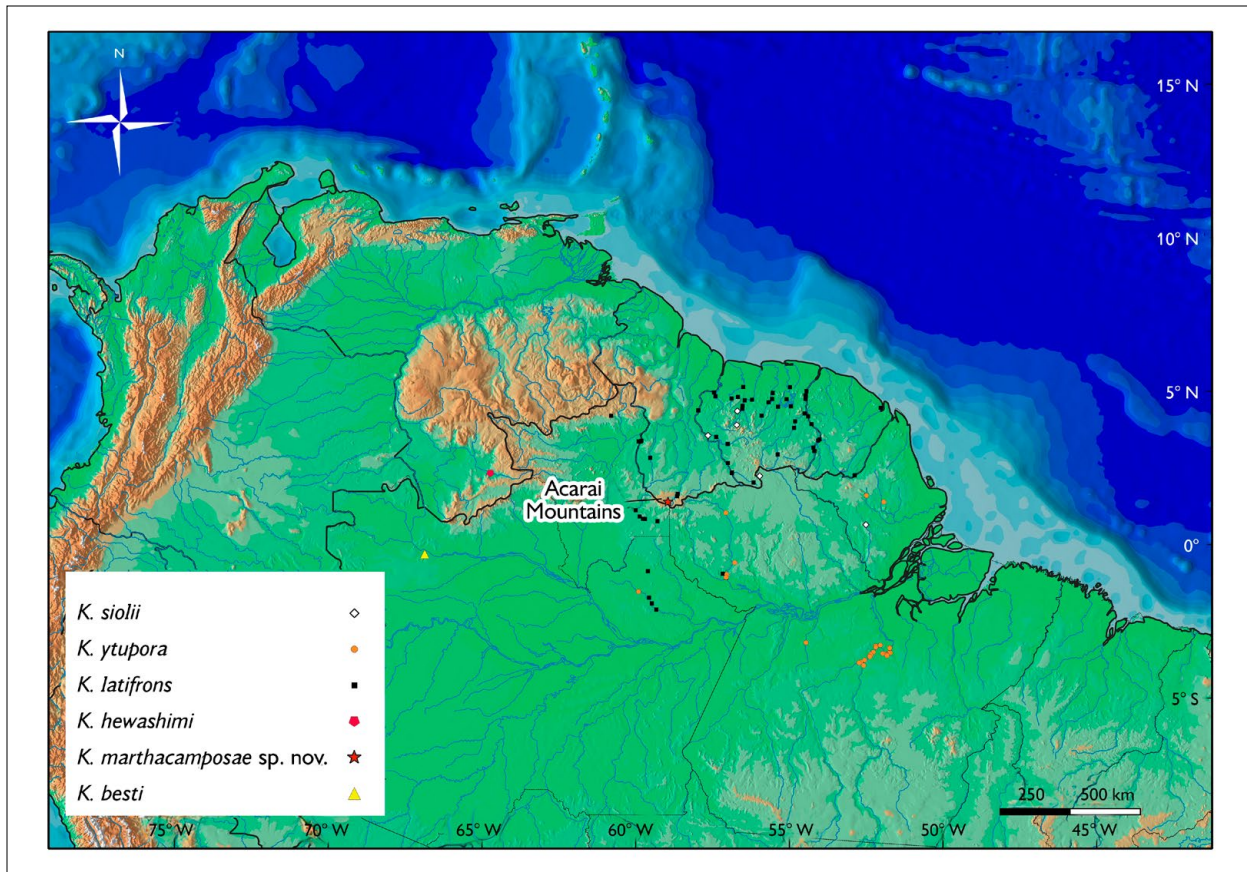 N
15° N
10° N
5° N
Acarai
Mountains
0°
K. siolii
K. ytupora
K. latifrons
5° S
K. hewashimi
K. marthacamposae sp. nov.
K. besti
250 500 km
75° W 70° W 65° W 60° W 55° W 50° W 45° W